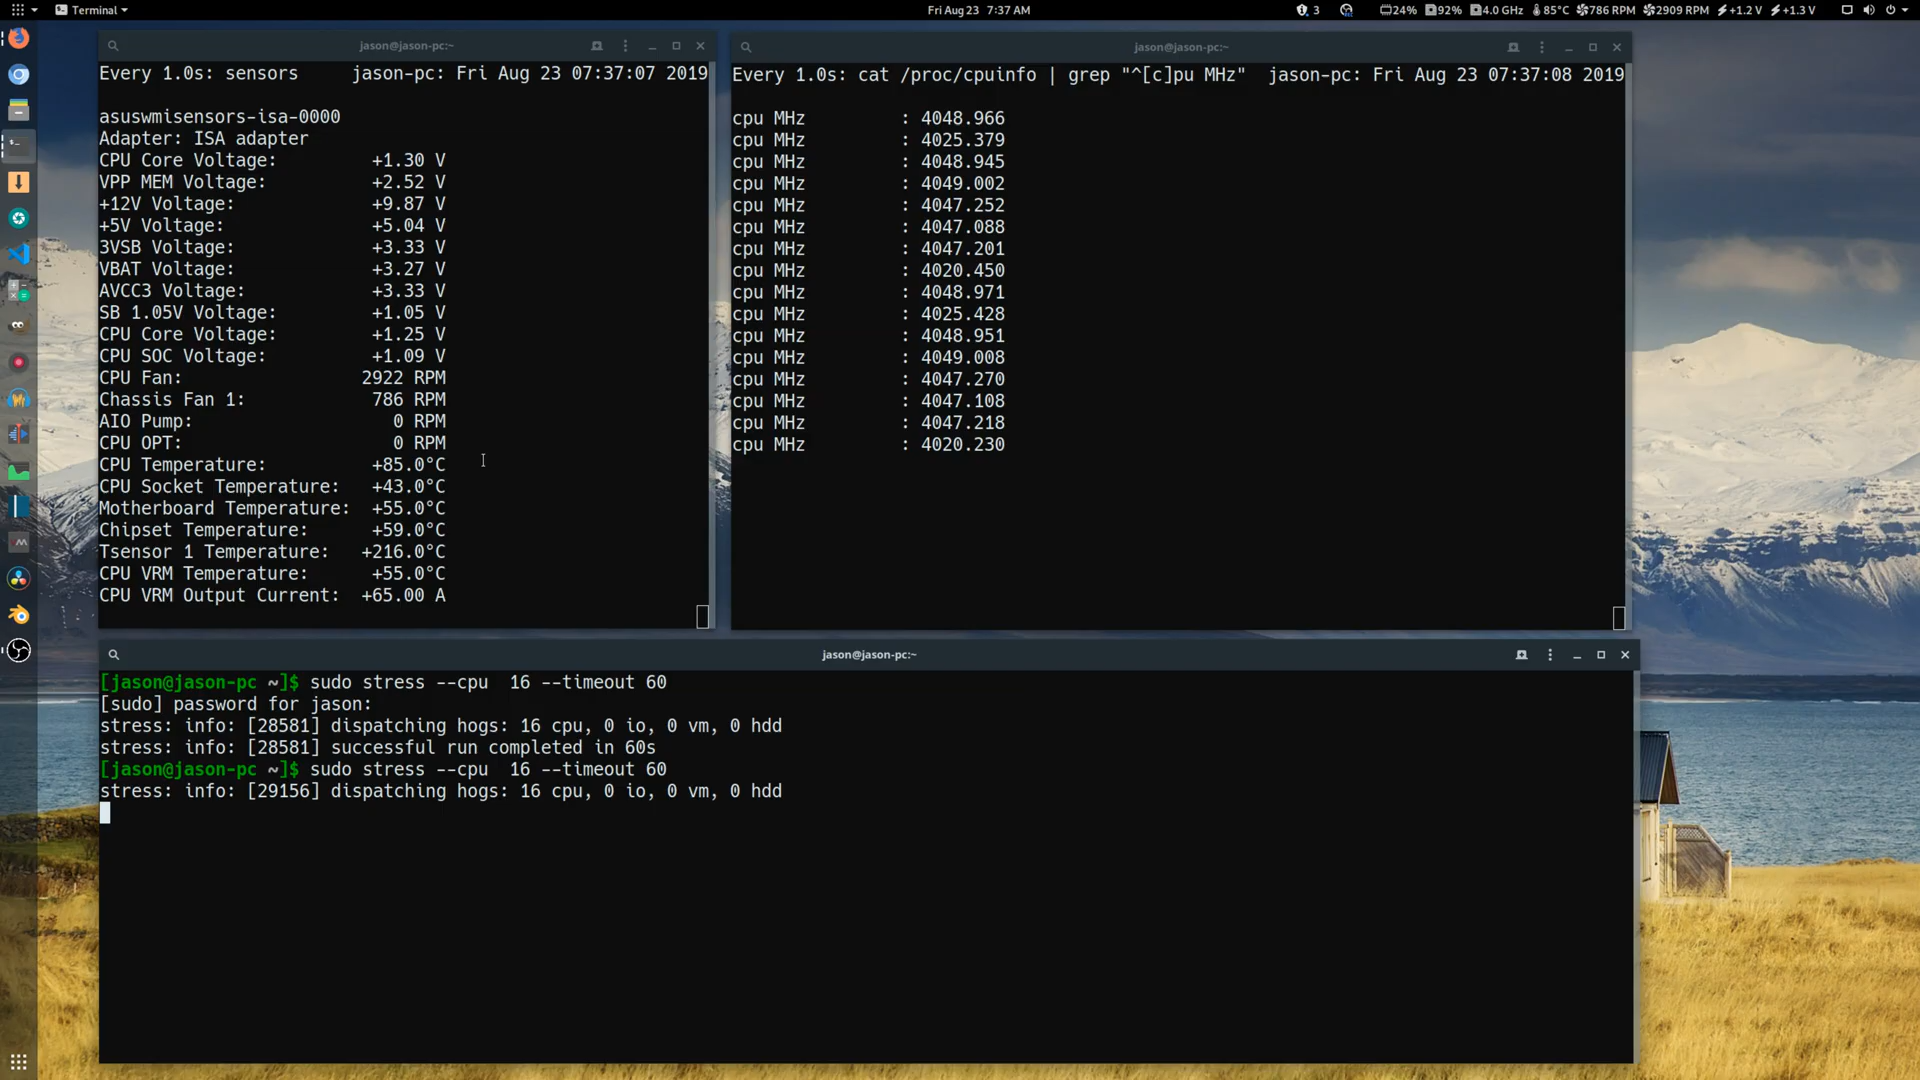 Terminal
Fri Aug 23 7:37 AM
3
24% 92% 4.0 GHz 85°C 786 RPM 2909 RPM +1.2 V +1.3 V
jason@jason-pc:~
Every 1.0s: sensors jason-pc: Fri Aug 23 07:37:07 2019
asuswmisensors-isa-0000
Adapter: ISA adapter
CPU Core Voltage: +1.30 V
VPP MEM Voltage: +2.52 V
+12V Voltage: +9.87 V
+5V Voltage: +5.04 V
3VSB Voltage: +3.33 V
VBAT Voltage: +3.27 V
AVCC3 Voltage: +3.33 V
SB 1.05V Voltage: +1.05 V
CPU Core Voltage: +1.25 V
CPU SOC Voltage: +1.09 V
CPU Fan: 2922 RPM
Chassis Fan 1: 786 RPM
AIO Pump: 0 RPM
CPU OPT: 0 RPM
CPU Temperature: +85.0°C
CPU Socket Temperature: +43.0°C
Motherboard Temperature: +55.0°C
Chipset Temperature: +59.0°C
Tsensor 1 Temperature: +216.0°C
CPU VRM Temperature: +55.0°C
CPU VRM Output Current: +65.00 A
jason@jason-pc:~
Every 1.0s: cat /proc/cpuinfo | grep "^[c]pu MHz" jason-pc: Fri Aug 23 07:37:08 2019
cpu MHz : 4048.966
cpu MHz : 4025.379
cpu MHz : 4048.945
cpu MHz : 4049.002
cpu MHz : 4047.252
cpu MHz : 4047.088
cpu MHz : 4047.201
cpu MHz : 4020.450
cpu MHz : 4048.971
cpu MHz : 4025.428
cpu MHz : 4048.951
cpu MHz : 4049.008
cpu MHz : 4047.270
cpu MHz : 4047.108
cpu MHz : 4047.218
cpu MHz : 4020.230
jason@jason-pc:~
[jason@jason-pc ~]$ sudo stress --cpu  16 --timeout 60
[sudo] password for jason:
stress: info: [28581] dispatching hogs: 16 cpu, 0 io, 0 vm, 0 hdd
stress: info: [28581] successful run completed in 60s
[jason@jason-pc ~]$ sudo stress --cpu  16 --timeout 60
stress: info: [29156] dispatching hogs: 16 cpu, 0 io, 0 vm, 0 hdd